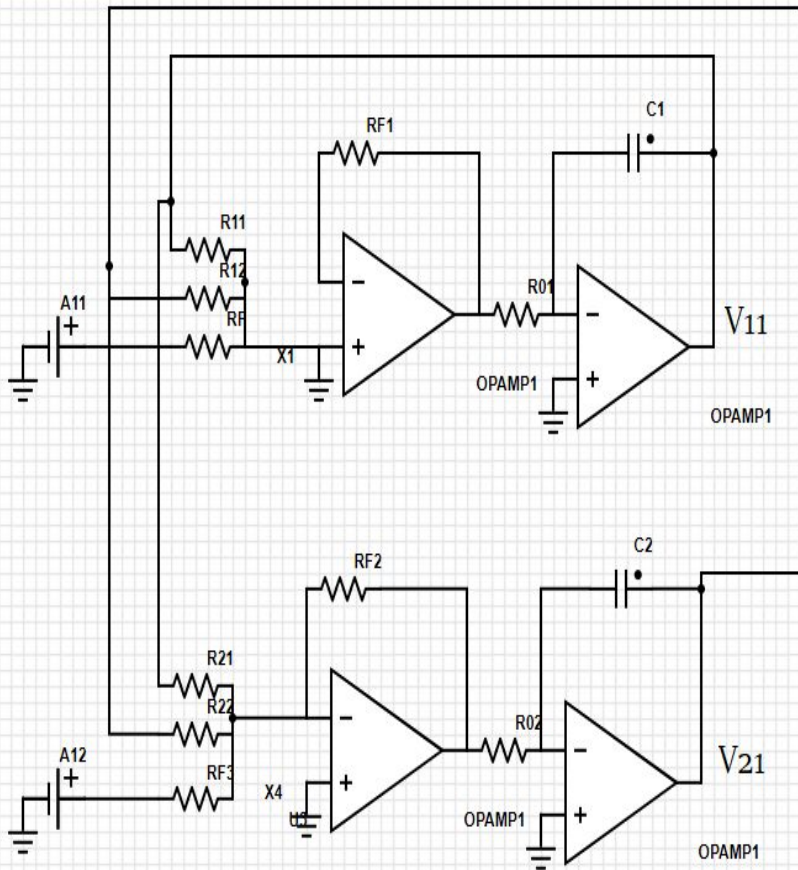 C1
RF1
R11
R12
R01
A11
+
RF
−
−
V11
X1
+
OPAMP1
+
OPAMP1
C2
RF2
R21
R22
R02
−
−
V21
A12
+
RF3
X4
+
OPAMP1
+
OPAMP1